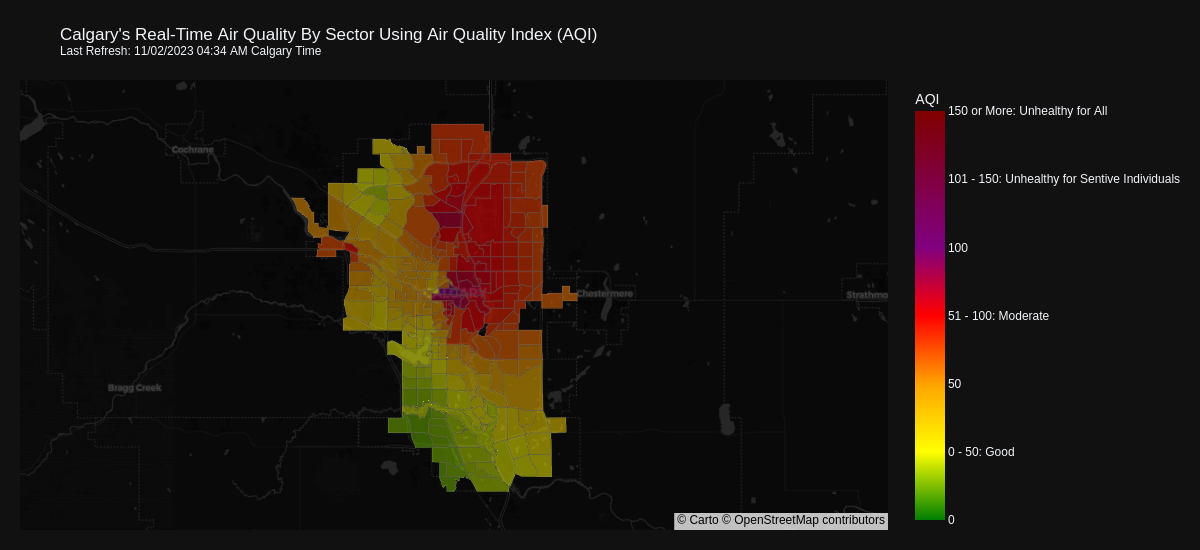 Calgary's Real-Time Air Quality By Sector Using Air Quality Index (AQI)
Last Refresh: 11/02/2023 04:34 AM Calgary Time
AQI
150 or More: Unhealthy for All
Cochrane
101 - 150: Unhealthy for Sentive Individuals
100
Chestermere
Strathmo
51 - 100: Moderate
50
Bragg Creek
0 - 50: Good
0
© Carto © OpenStreetMap contributors